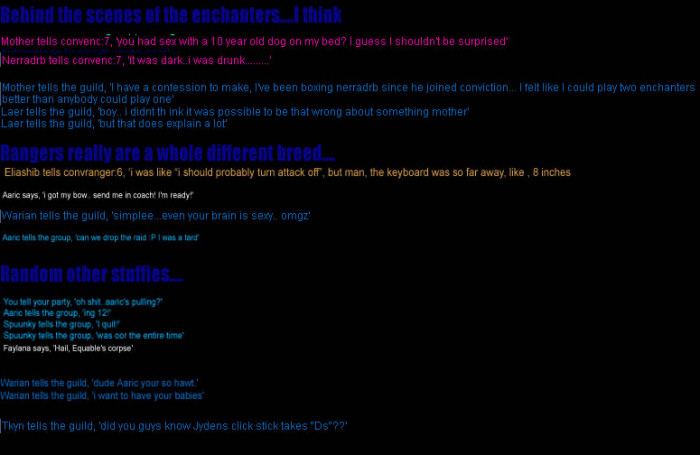 Behind the scenes of the enchanters....I think
Mother tells convenc:7, 'you had sex with a 10 year old dog on my bed? I guess I shouldn't be surprised'
Nerradrb tells convenc:7, 'it was dark..i was drunk........'
Mother tells the guild, 'I have a confession to make, I've been boxing nerradrb since he joined conviction... I felt like I could play two enchanters
better than anybody could play one'
Laer tells the guild, 'boy.. i didnt th ink it was possible to be that wrong about something mother'
Laer tells the guild, 'but that does explain a lot'
Rangers really are a whole different breed....
Eliashib tells convranger:6, 'i was like "i should probably turn attack off", but man, the keyboard was so far away, like , 8 inches
Aaric says, 'i got my bow.. send me in coach! I'm ready!'
Warian tells the guild, 'simplee...even your brain is sexy.. omgz'
Aaric tells the group, 'can we drop the raid :P I was a tard'
Random other stuffies....
You tell your party, 'oh shit..aaric's pulling?'
Aaric tells the group, 'ing 12!'
Spuunky tells the group, 'I quit!'
Spuunky tells the group, 'was oor the entire time'
Faylana says, 'Hail, Equable's corpse'
Warian tells the guild, 'dude Aaric your so hawt.'
Warian tells the guild, 'i want to have your babies'
Tkyn tells the guild, 'did you guys know Jydens click stick takes "Ds"??'